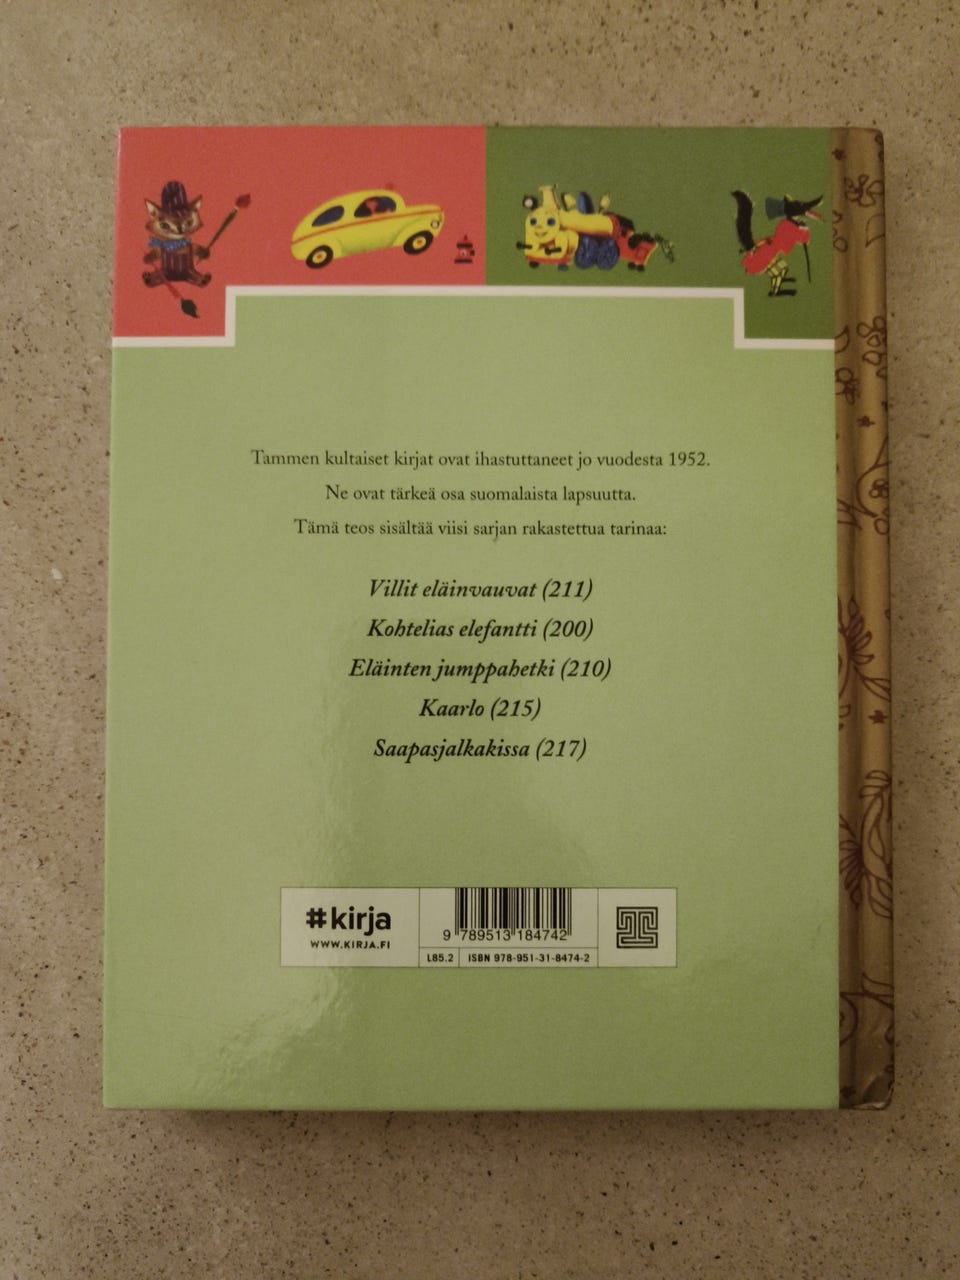 Tammen kultaiset kirjat ovat ihastuttaneet jo vuodesta 1952.
Ne ovat tärkeä osa suomalaista lapsuutta.
Tämä teos sisältää viisi sarjan rakastettua tarinaa:
Villit eläinvauvat (211)
Kohtelias elefantti (200)
Eläinten jumppahetki (210)
Kaarlo (215)
Saapasjalkakissa (217)
#kirja
WWW.KIRJA.FI
9 789513 184742
L85.2 ISBN 978-951-31-8474-2